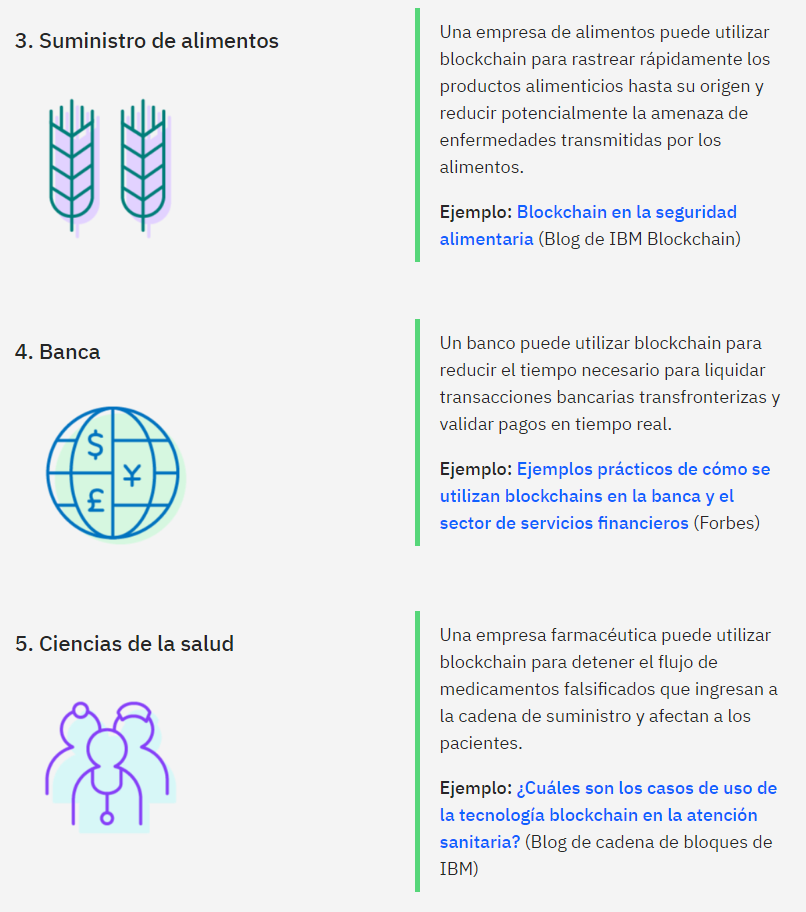 3. Suministro de alimentos
Una empresa de alimentos puede utilizar
blockchain para rastrear rápidamente los
productos alimenticios hasta su origen y
reducir potencialmente la amenaza de
enfermedades transmitidas por los
alimentos.
Ejemplo: Blockchain en la seguridad
alimentaria (Blog de IBM Blockchain)
4. Banca
$
¥
£
Un banco puede utilizar blockchain para
reducir el tiempo necesario para liquidar
transacciones bancarias transfronterizas y
validar pagos en tiempo real.
Ejemplo: Ejemplos prácticos de cómo se
utilizan blockchains en la banca y el
sector de servicios financieros (Forbes)
5. Ciencias de la salud
Una empresa farmacéutica puede utilizar
blockchain para detener el flujo de
medicamentos falsificados que ingresan a
la cadena de suministro y afectan a los
pacientes.
Ejemplo: ¿Cuáles son los casos de uso de
la tecnología blockchain en la atención
sanitaria? (Blog de cadena de bloques de
IBM)